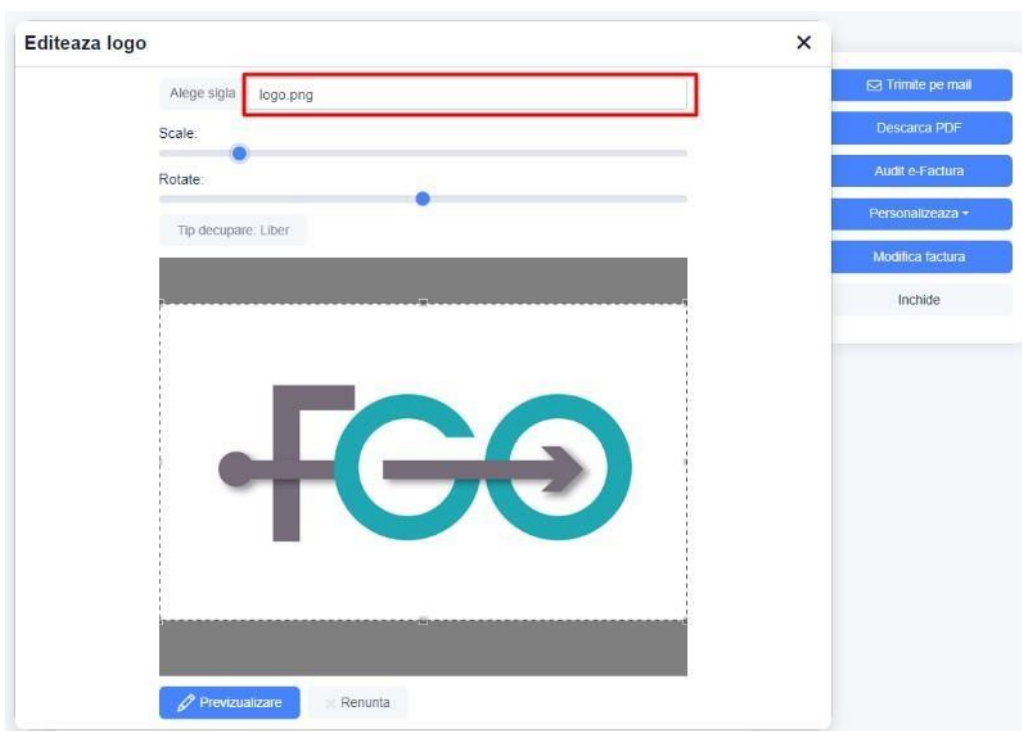 Editeaza logo
Alege sigla
logo.png
Scale:
Rotate:
Tip decupare: Liber
FGO
Previzualizare
Renunta
Trimite pe mail
Descarca PDF
Audit e-Factura
Personalizeaza
Modifica factura
Inchide